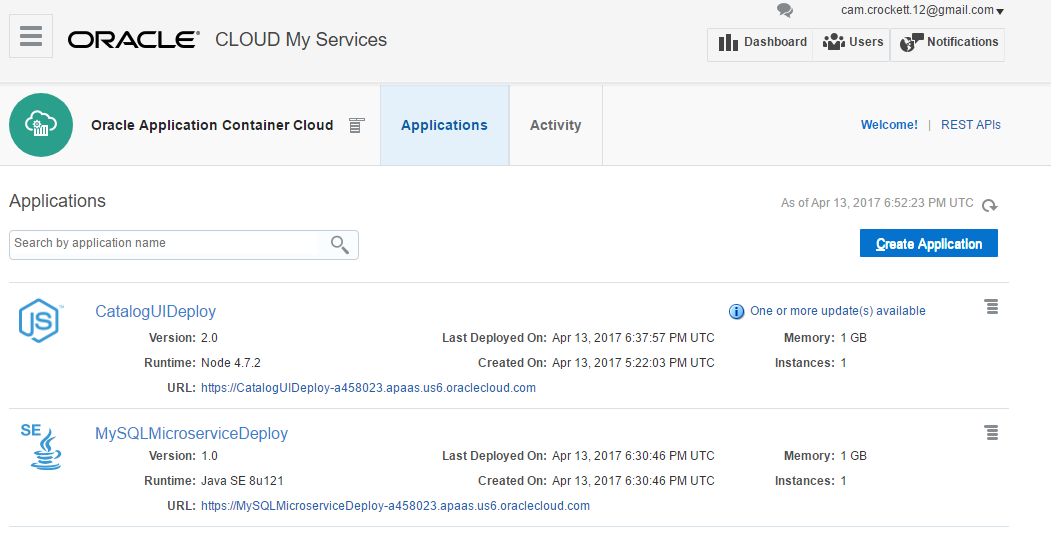 cam.crockett.12@gmail.com
ORACLE® CLOUD My Services
Dashboard Users Notifications
Oracle Application Container Cloud Applications Activity Welcome! | REST APIs
Applications
As of Apr 13, 2017 6:52:23 PM UTC
Search by application name
Create Application
JS
CatalogUIDeploy
One or more update(s) available
Version: 2.0 Last Deployed On: Apr 13, 2017 6:37:57 PM UTC Memory: 1 GB
Runtime: Node 4.7.2 Created On: Apr 13, 2017 5:22:03 PM UTC Instances: 1
URL: https://CatalogUIDeploy-a458023.apaas.us6.oraclecloud.com
SE
MySQLMicroserviceDeploy
Version: 1.0 Last Deployed On: Apr 13, 2017 6:30:46 PM UTC Memory: 1 GB
Runtime: Java SE 8u121 Created On: Apr 13, 2017 6:30:46 PM UTC Instances: 1
URL: https://MySQLMicroserviceDeploy-a458023.apaas.us6.oraclecloud.com